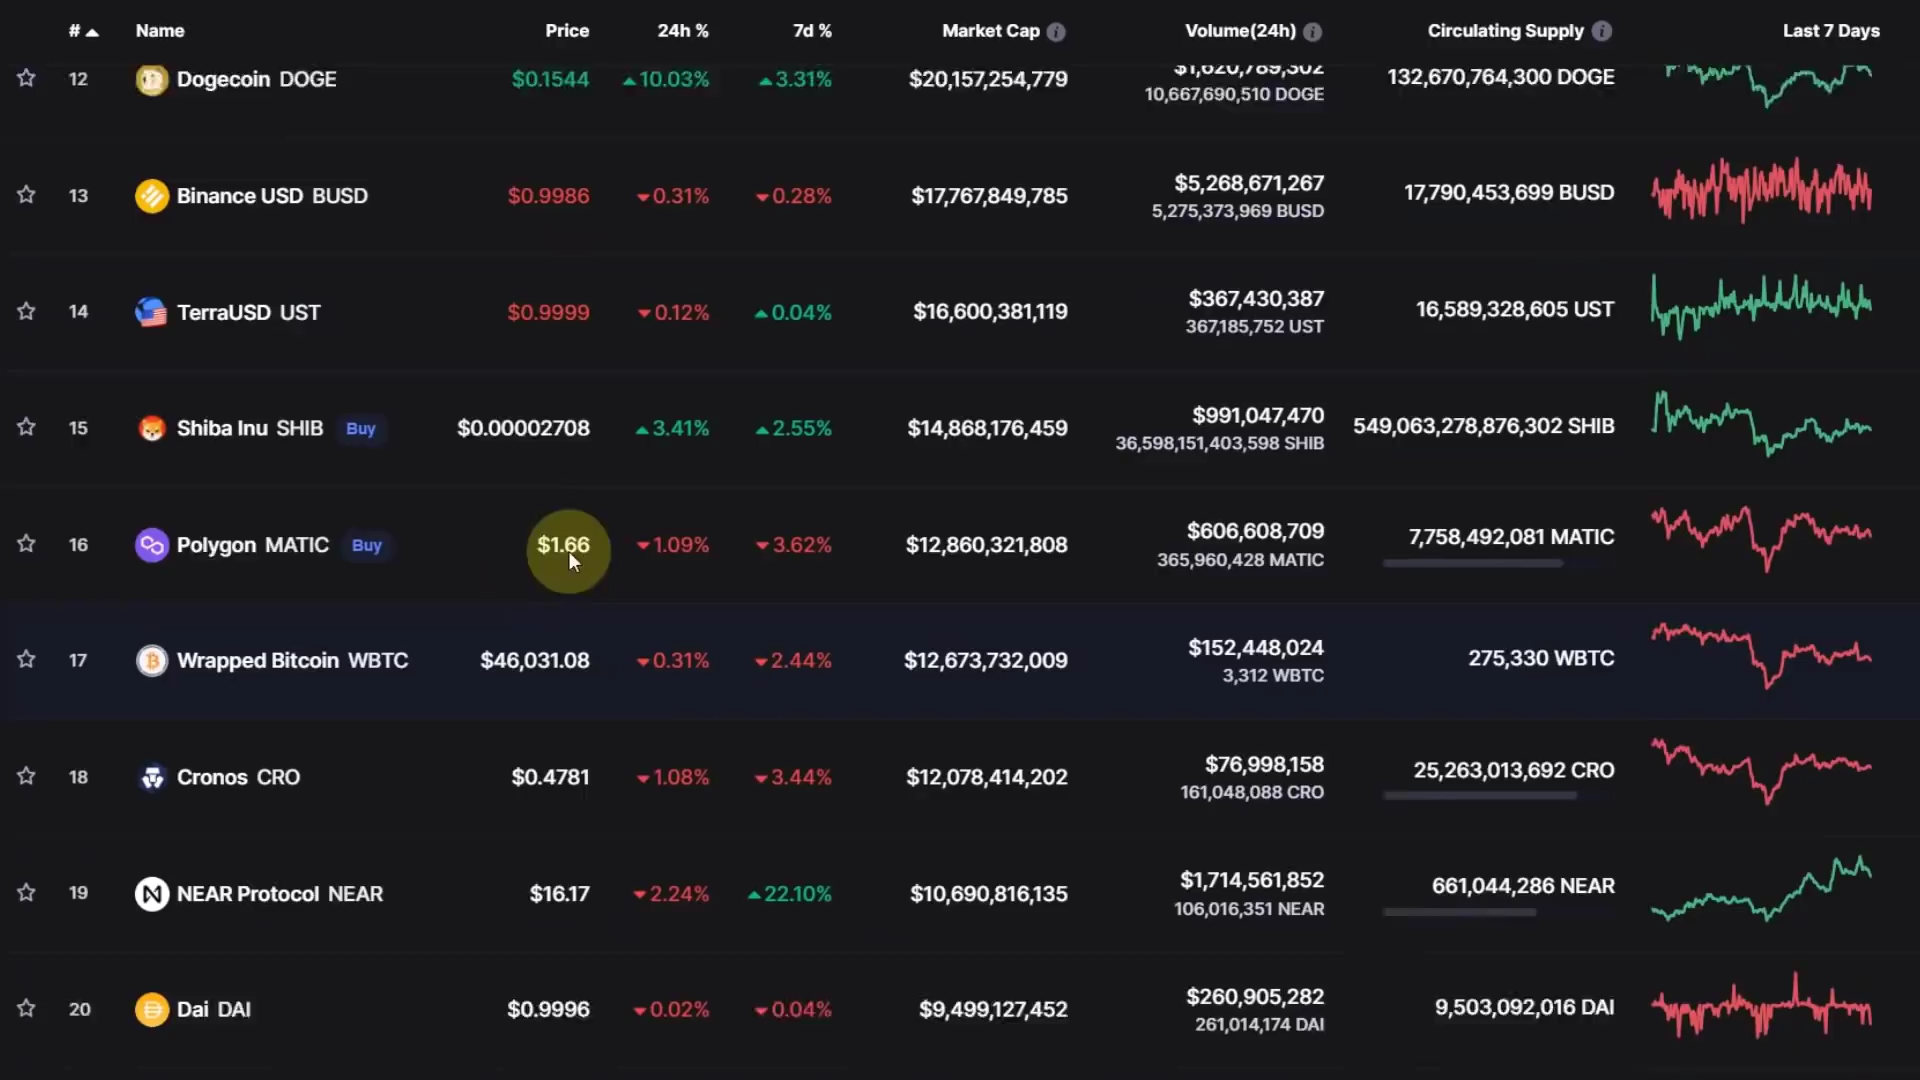 # Name Price 24h % 7d % Market Cap Volume(24h) Circulating Supply Last 7 Days
12 Dogecoin DOGE $0.1544 10.03% 3.31% $20,157,254,779 $1,620,789,302 132,670,764,300 DOGE
10,667,690,510 DOGE
13 Binance USD BUSD $0.9986 0.31% 0.28% $17,767,849,785 $5,268,671,267 17,790,453,699 BUSD
5,275,373,969 BUSD
14 TerraUSD UST $0.9999 0.12% 0.04% $16,600,381,119 $367,430,387 16,589,328,605 UST
367,185,752 UST
15 Shiba Inu SHIB Buy $0.00002708 3.41% 2.55% $14,868,176,459 $991,047,470 549,063,278,876,302 SHIB
36,598,151,403,598 SHIB
16 Polygon MATIC Buy $1.66 1.09% 3.62% $12,860,321,808 $606,608,709 7,758,492,081 MATIC
365,960,428 MATIC
17 Wrapped Bitcoin WBTC $46,031.08 0.31% 2.44% $12,673,732,009 $152,448,024 275,330 WBTC
3,312 WBTC
18 Cronos CRO $0.4781 1.08% 3.44% $12,078,414,202 $76,998,158 25,263,013,692 CRO
161,048,088 CRO
19 NEAR Protocol NEAR $16.17 2.24% 22.10% $10,690,816,135 $1,714,561,852 661,044,286 NEAR
106,016,351 NEAR
20 Dai DAI $0.9996 0.02% 0.04% $9,499,127,452 $260,905,282 9,503,092,016 DAI
261,014,174 DAI